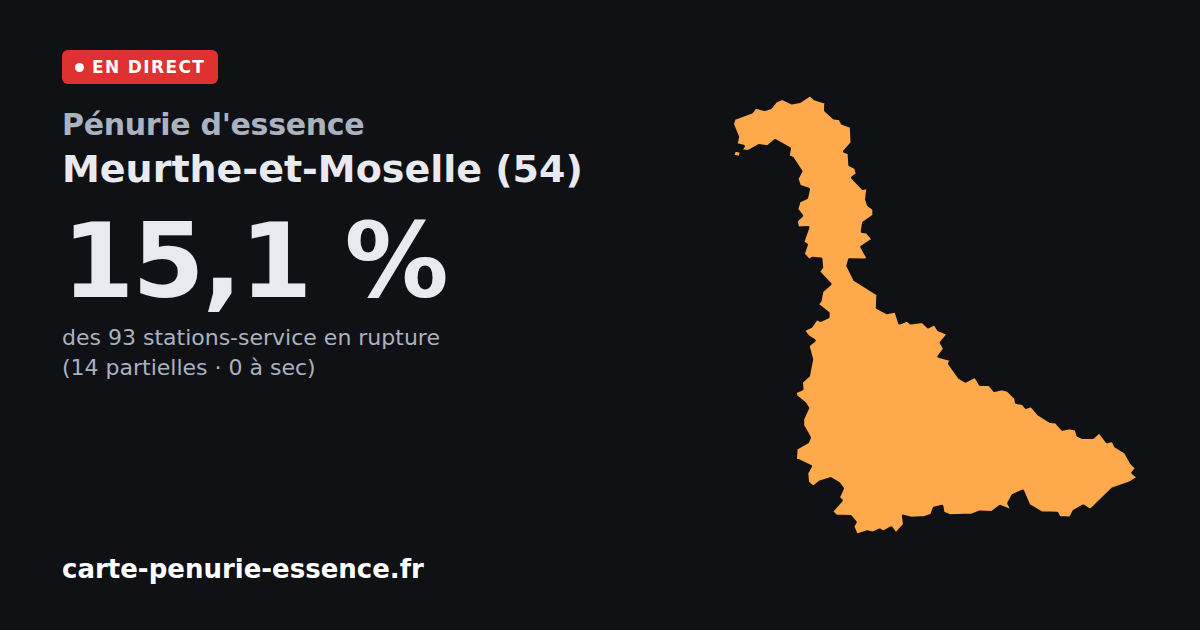 EN DIRECT
Pénurie d'essence
Meurthe-et-Moselle (54)
15,1 %
des 93 stations-service en rupture
(14 partielles · 0 à sec)
carte-penurie-essence.fr